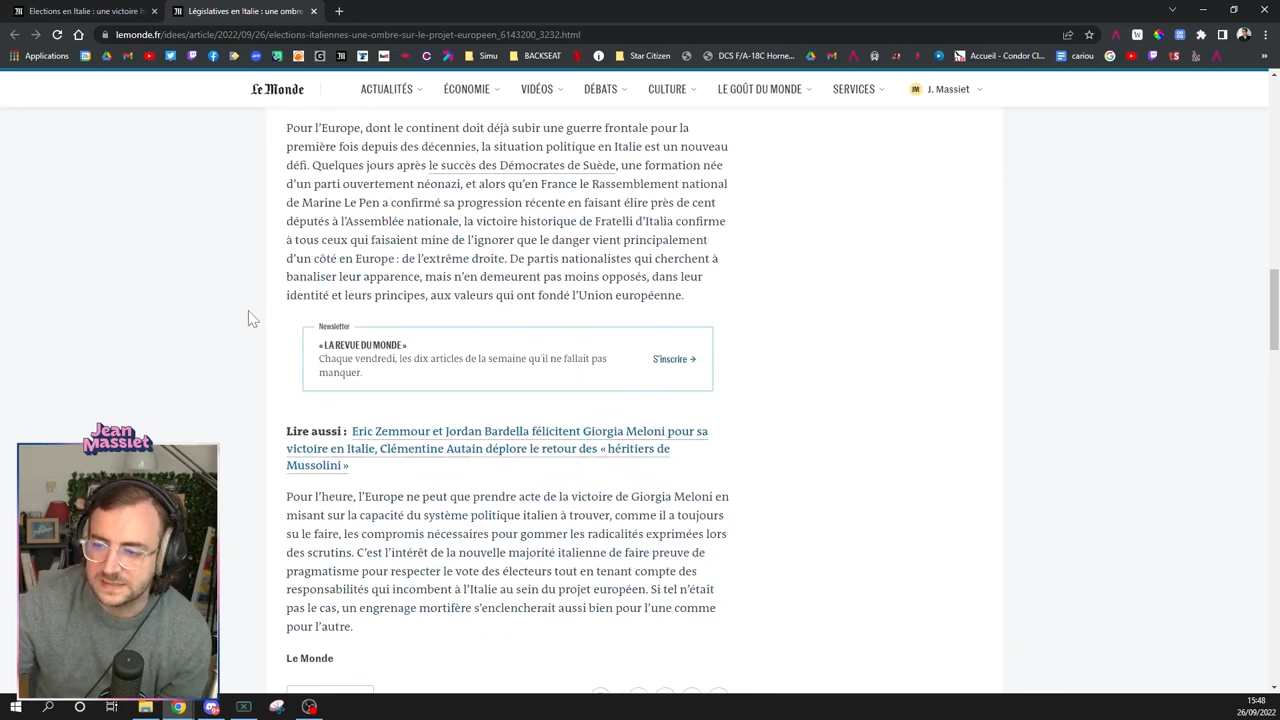 Elections en Italie : une victoire h
Législatives en Italie : une ombre
lemonde.fr/idees/article/2022/09/26/elections-italiennes-une-ombre-sur-le-projet-europeen_6143200_3232.html
Applications
Simu
BACKSEAT
Star Citizen
DCS F/A-18C Horne...
Accueil - Condor Cl...
cariou
Le Monde
ACTUALITÉS
ÉCONOMIE
VIDÉOS
DÉBATS
CULTURE
LE GOÛT DU MONDE
SERVICES
JM
J. Massiet
Pour l'Europe, dont le continent doit déjà subir une guerre frontale pour la
première fois depuis des décennies, la situation politique en Italie est un nouveau
défi. Quelques jours après le succès des Démocrates de Suède, une formation née
d'un parti ouvertement néonazi, et alors qu'en France le Rassemblement national
de Marine Le Pen a confirmé sa progression récente en faisant élire près de cent
députés à l'Assemblée nationale, la victoire historique de Fratelli d'Italia confirme
à tous ceux qui faisaient mine de l'ignorer que le danger vient principalement
d'un côté en Europe : de l'extrême droite. De partis nationalistes qui cherchent à
banaliser leur apparence, mais n'en demeurent pas moins opposés, dans leur
identité et leurs principes, aux valeurs qui ont fondé l'Union européenne.
Newsletter
« LA REVUE DU MONDE »
Chaque vendredi, les dix articles de la semaine qu'il ne fallait pas
manquer.
S'inscrire →
Lire aussi : Eric Zemmour et Jordan Bardella félicitent Giorgia Meloni pour sa
victoire en Italie, Clémentine Autain déplore le retour des « héritiers de
Mussolini »
Pour l'heure, l'Europe ne peut que prendre acte de la victoire de Giorgia Meloni en
misant sur la capacité du système politique italien à trouver, comme il a toujours
su le faire, les compromis nécessaires pour gommer les radicalités exprimées lors
des scrutins. C'est l'intérêt de la nouvelle majorité italienne de faire preuve de
pragmatisme pour respecter le vote des électeurs tout en tenant compte des
responsabilités qui incombent à l'Italie au sein du projet européen. Si tel n'était
pas le cas, un engrenage mortifère s'enclencherait aussi bien pour l'une comme
pour l'autre.
Le Monde
Jean
Massiet
15:48
26/09/2022